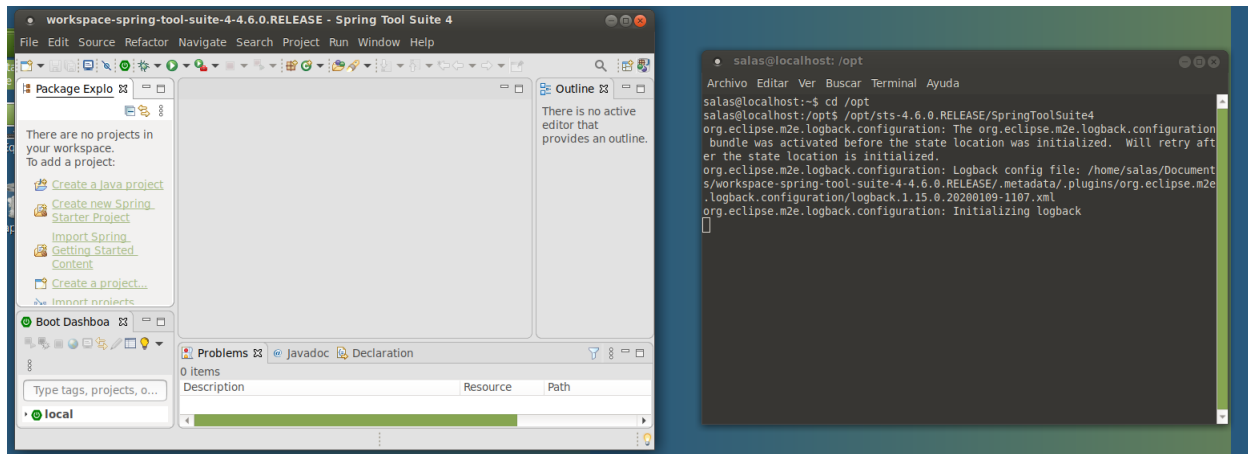 workspace-spring-tool-suite-4-4.6.0.RELEASE - Spring Tool Suite 4
File Edit Source Refactor Navigate Search Project Run Window Help
Package Explo
There are no projects in
your workspace.
To add a project:
Create a Java project
Create new Spring
Starter Project
Import Spring
Getting Started
Content
Create a project...
Import projects
Boot Dashboa
Type tags, projects, o...
local
Outline
There is no active
editor that
provides an outline.
Problems @ Javadoc Declaration
0 items
Description Resource Path
salas@localhost: /opt
Archivo Editar Ver Buscar Terminal Ayuda
salas@localhost:~$ cd /opt
salas@localhost:/opt$ /opt/sts-4.6.0.RELEASE/SpringToolSuite4
org.eclipse.m2e.logback.configuration: The org.eclipse.m2e.logback.configuration
bundle was activated before the state location was initialized.  Will retry aft
er the state location is initialized.
org.eclipse.m2e.logback.configuration: Logback config file: /home/salas/Document
s/workspace-spring-tool-suite-4-4.6.0.RELEASE/.metadata/.plugins/org.eclipse.m2e
.logback.configuration/logback.1.15.0.20200109-1107.xml
org.eclipse.m2e.logback.configuration: Initializing logback